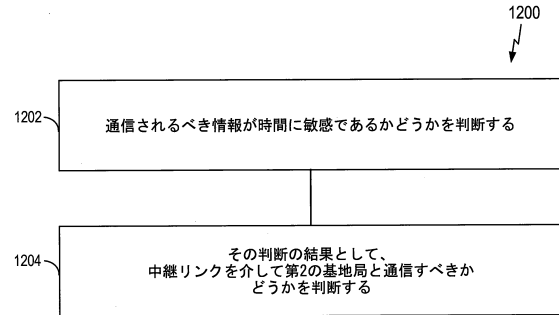 1200
1202
通信されるべき情報が時間に敏感であるかどうかを判断する
1204
その判断の結果として、
中継リンクを介して第2の基地局と通信すべきか
どうかを判断する